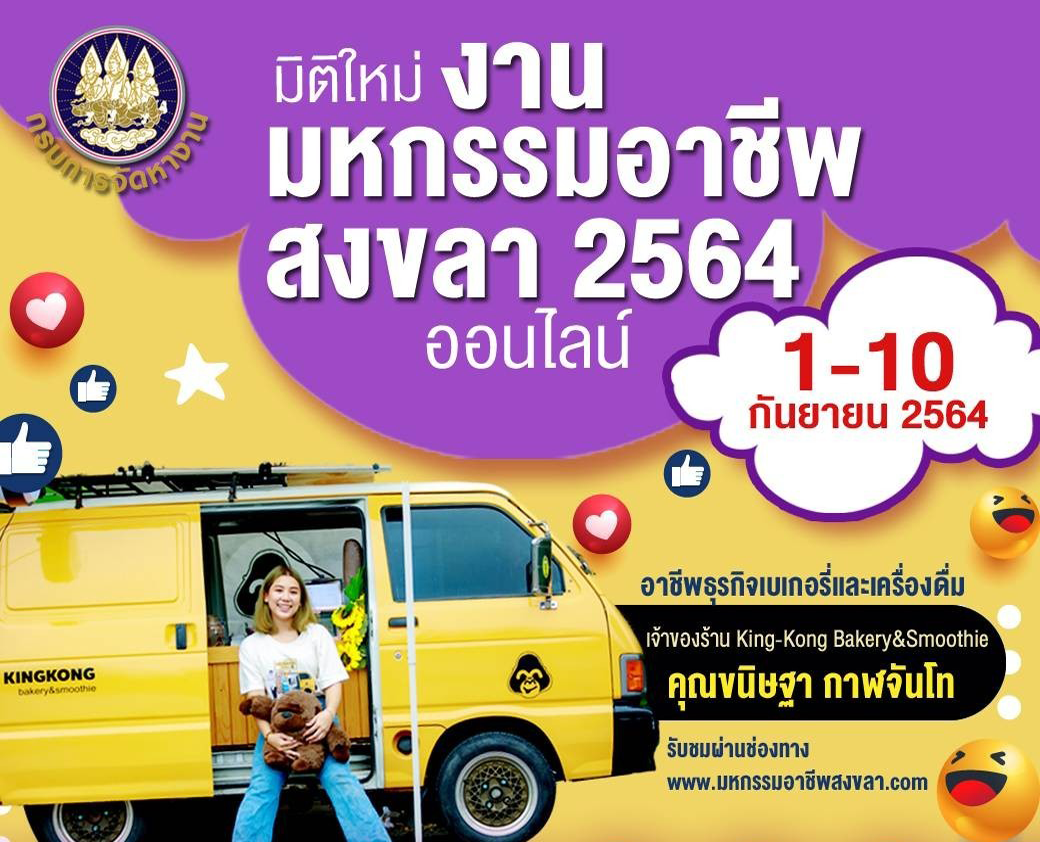 กรมการจัดหางาน
มิติใหม่ งาน
มหกรรมอาชีพ
สงขลา 2564
ออนไลน์
1-10
กันยายน 2564
อาชีพธุรกิจเบเกอรี่และเครื่องดื่ม
เจ้าของร้าน King-Kong Bakery&Smoothie
คุณขนิษฐา กาฬจันโท
รับชมผ่านช่องทาง
www.มหกรรมอาชีพสงขลา.com
KINGKONG
bakery&smoothie